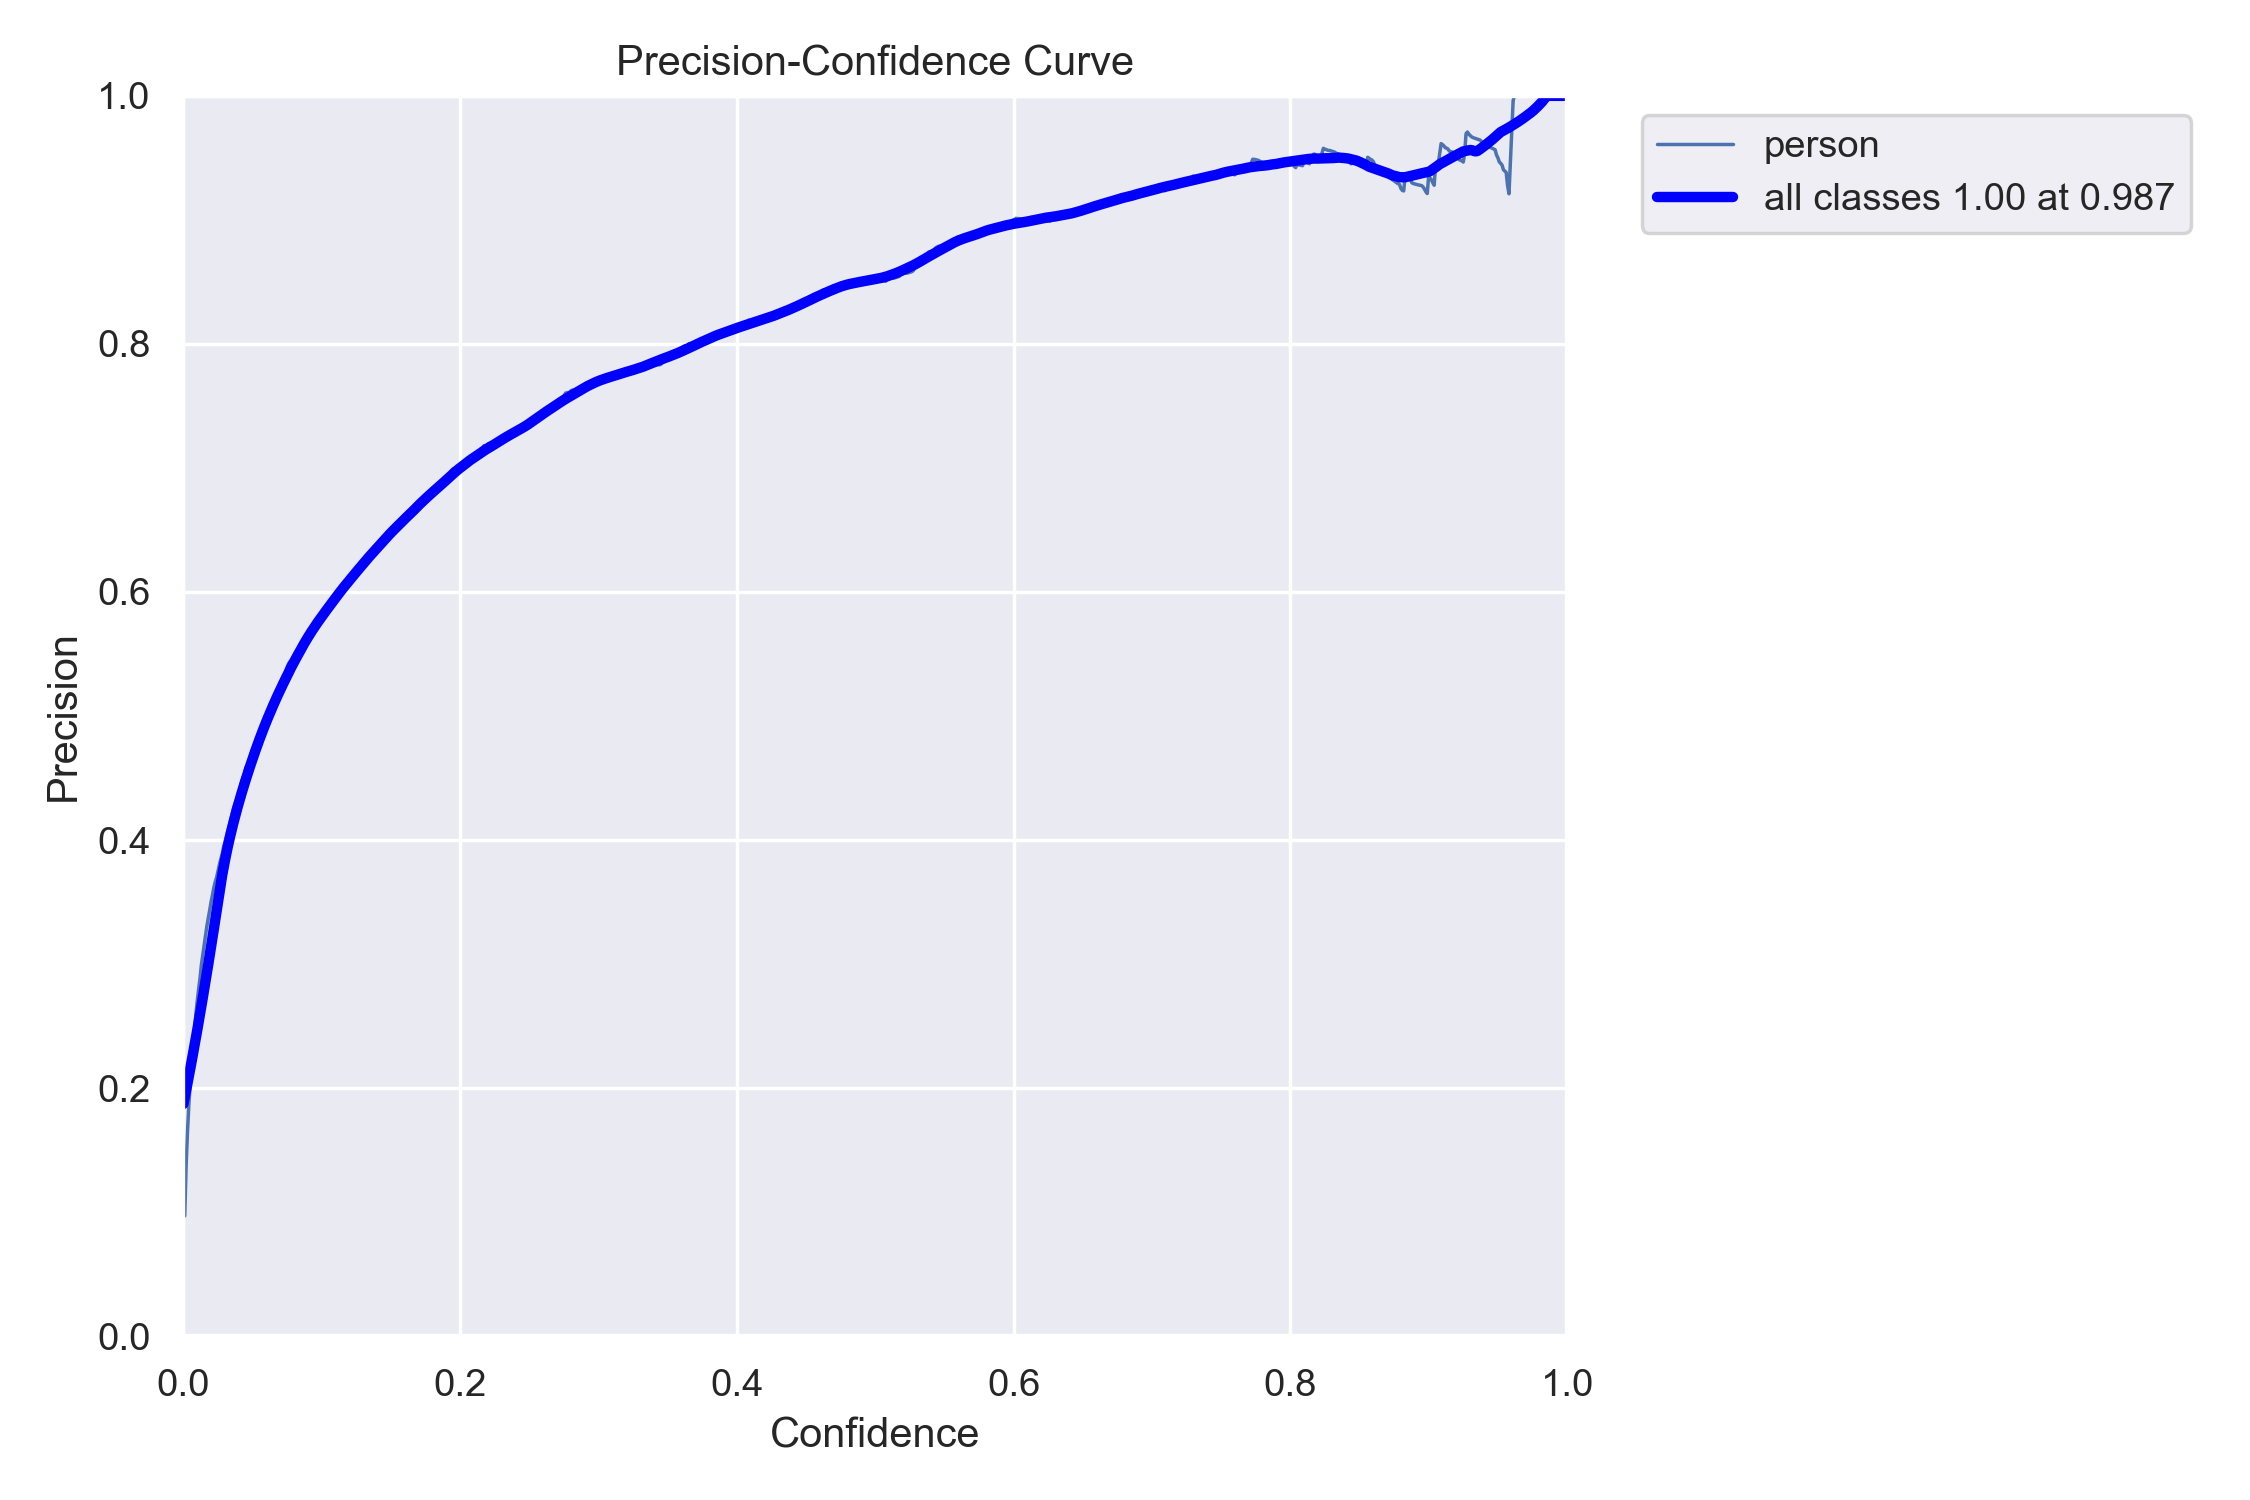 Precision-Confidence Curve
1.0
0.8
0.6
0.4
0.2
0.0
Precision
0.0 0.2 0.4 0.6 0.8 1.0
Confidence
person
all classes 1.00 at 0.987